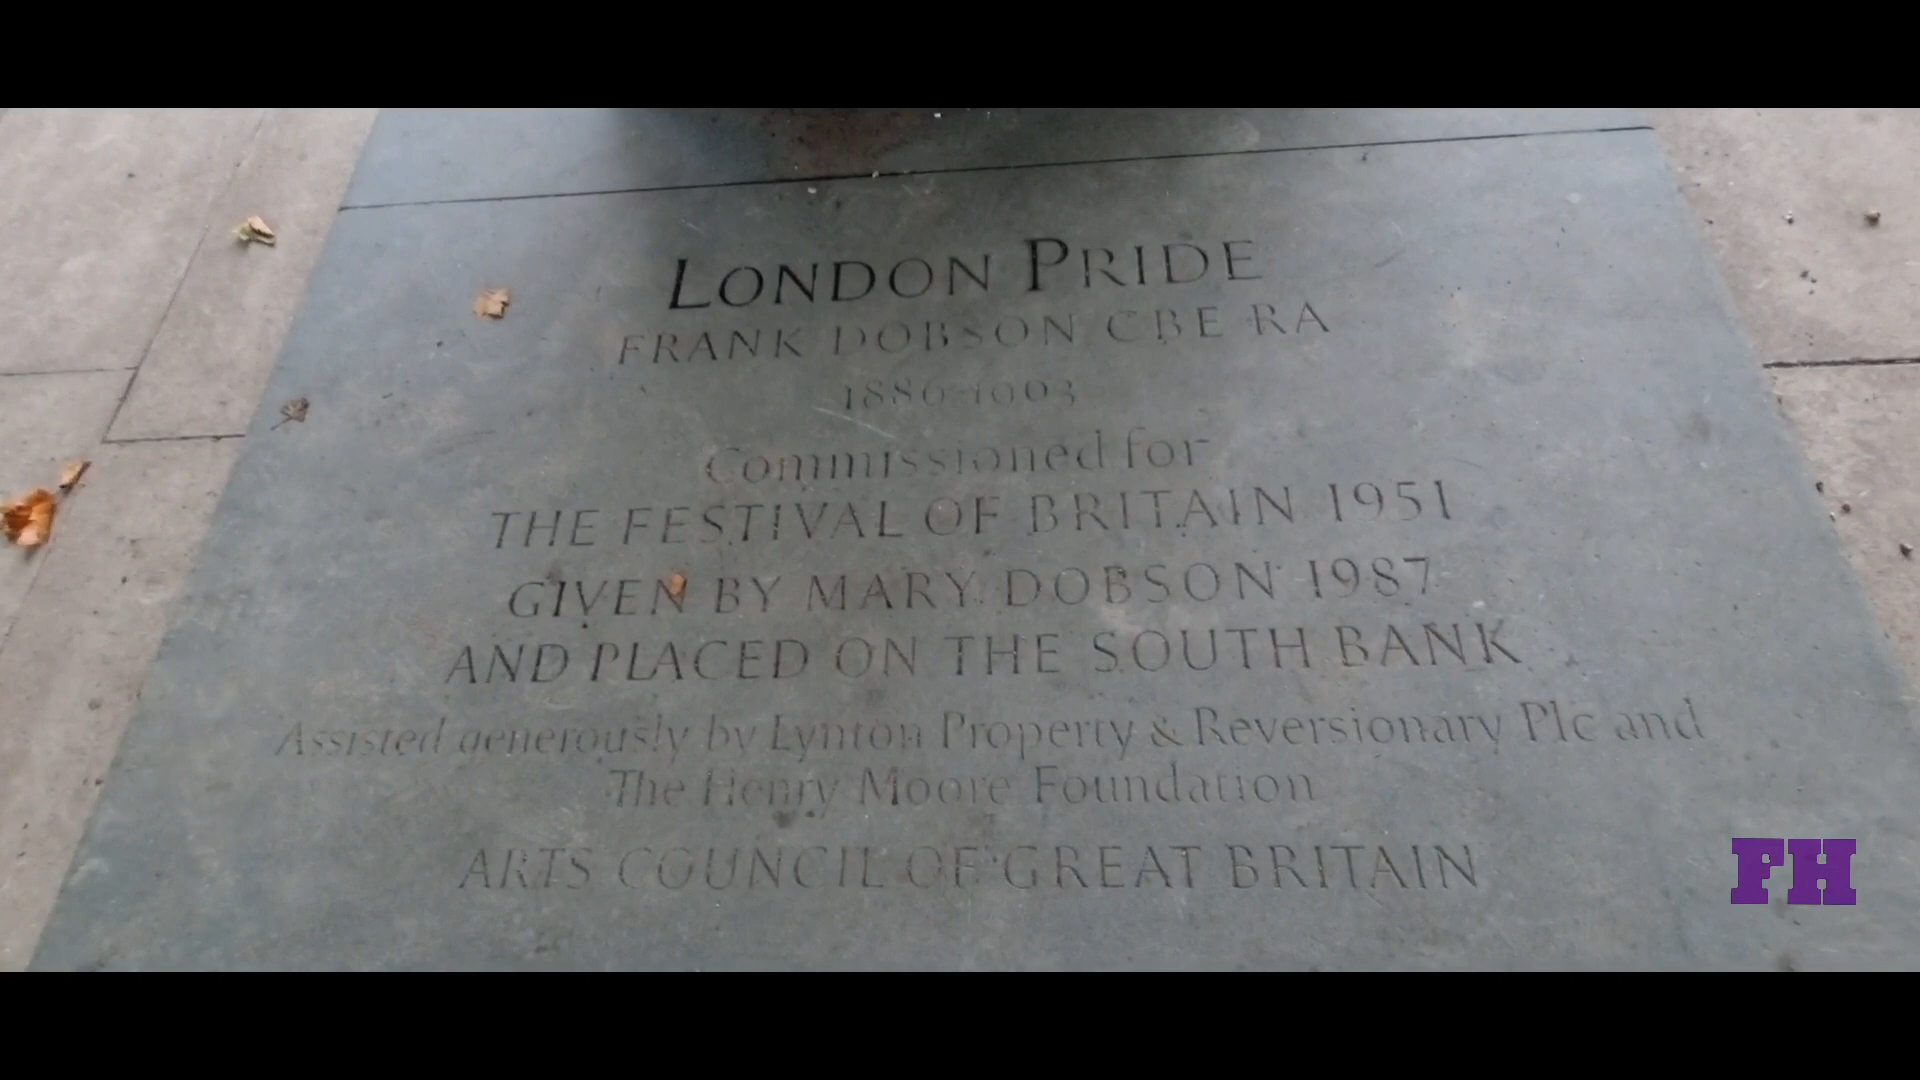 LONDON PRIDE
FRANK DOBSON CBE RA
Commissioned for
THE FESTIVAL OF BRITAIN 1951
GIVEN BY MARY DOBSON 1987
AND PLACED ON THE SOUTH BANK
Assisted generously by Lynton Property & Reversionary Plc and
The Henry Moore Foundation
ARTS COUNCIL OF GREAT BRITAIN
FH